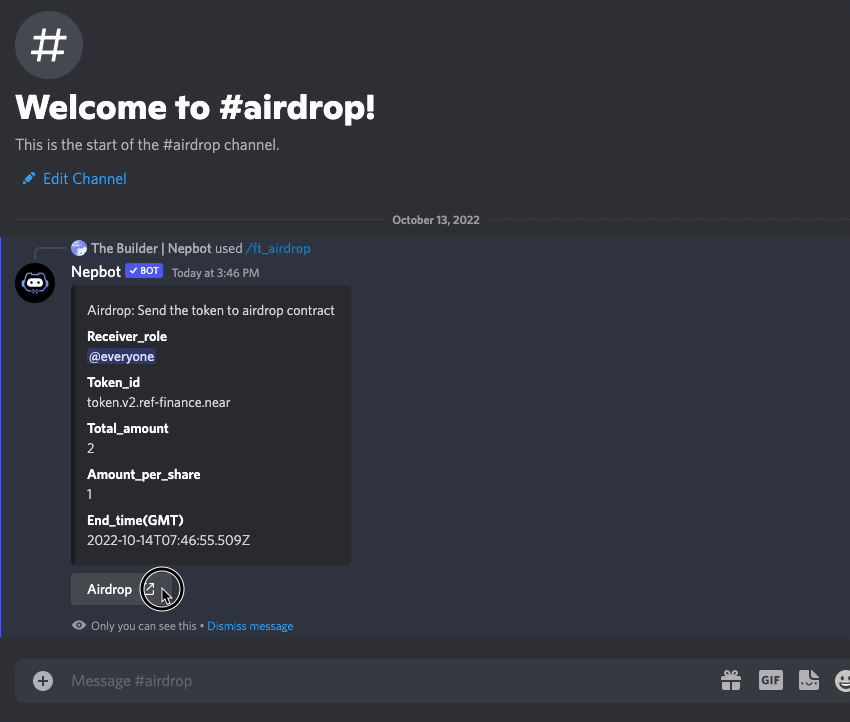 #
Welcome to #airdrop!
This is the start of the #airdrop channel.
Edit Channel
October 13, 2022
The Builder | Nepbot used /ft_airdrop
Nepbot ✓ BOT Today at 3:46 PM
Airdrop: Send the token to airdrop contract
Receiver_role
@everyone
Token_id
token.v2.ref-finance.near
Total_amount
2
Amount_per_share
1
End_time(GMT)
2022-10-14T07:46:55.509Z
Airdrop
Only you can see this • Dismiss message
Message #airdrop
GIF